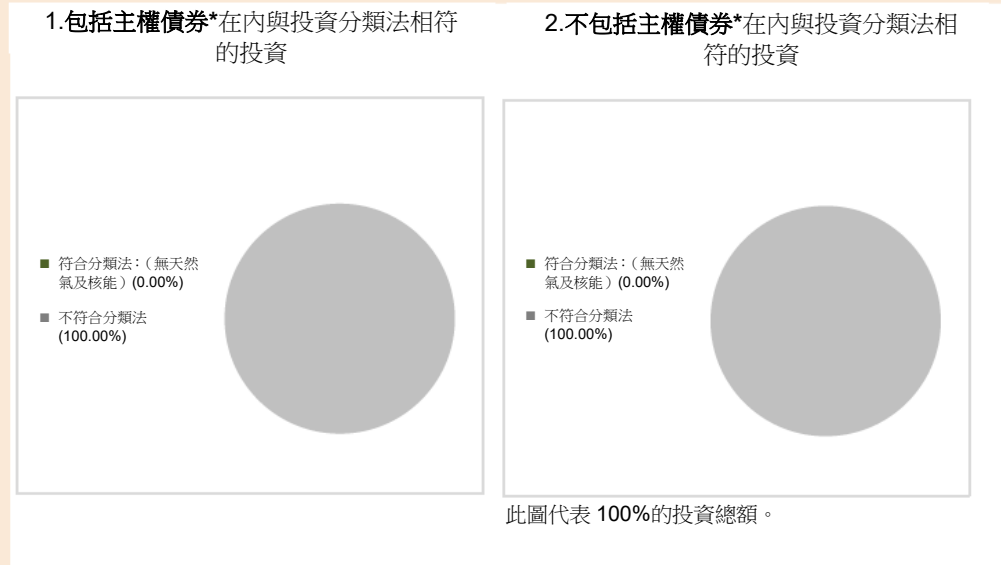 1.包括主權債券*在內與投資分類法相符
的投資
■ 符合分類法：（無天然
氣及核能）(0.00%)
■ 不符合分類法
(100.00%)
2.不包括主權債券*在內與投資分類法相
符的投資
■ 符合分類法：（無天然
氣及核能）(0.00%)
■ 不符合分類法
(100.00%)
此圖代表 100%的投資總額。